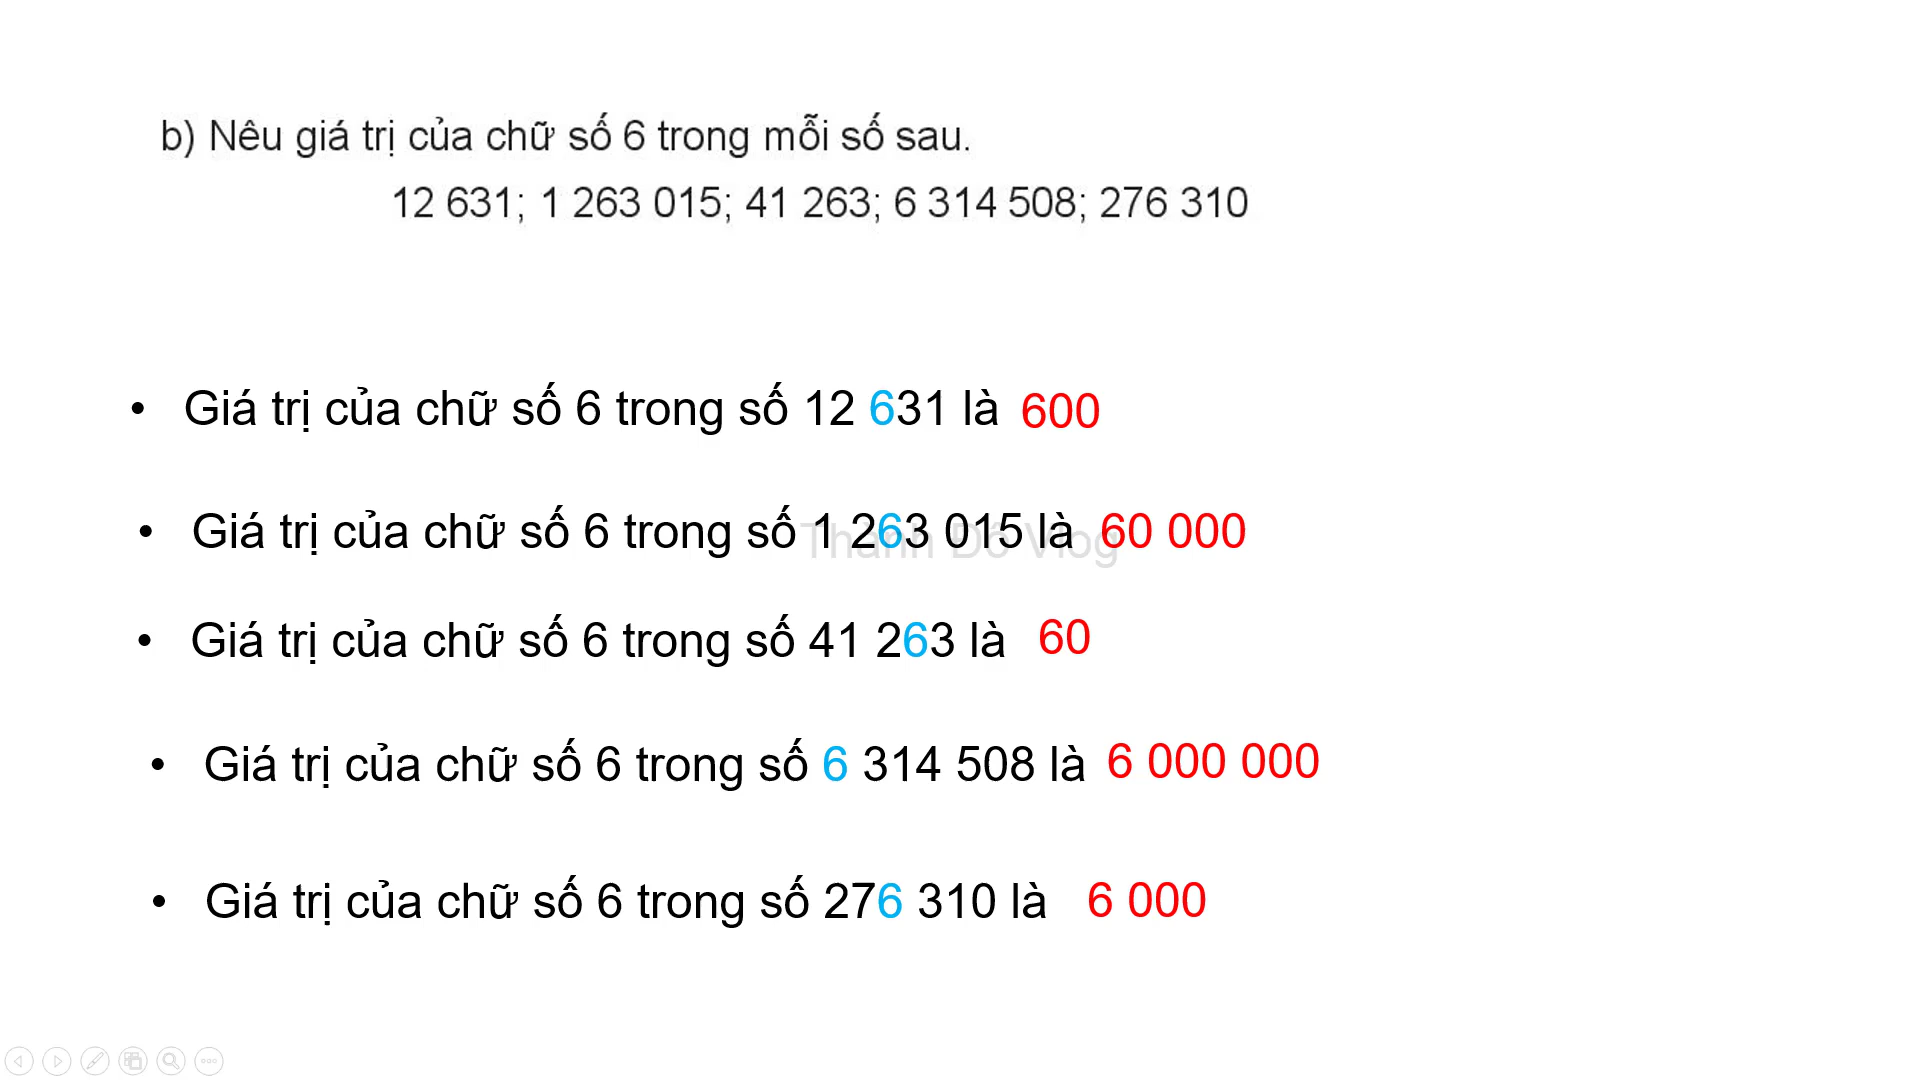 b) Nêu giá trị của chữ số 6 trong mỗi số sau.
12 631; 1 263 015; 41 263; 6 314 508; 276 310
• Giá trị của chữ số 6 trong số 12 631 là 600
• Giá trị của chữ số 6 trong số 1 263 015 là 60 000
Thành Đô Vlog
• Giá trị của chữ số 6 trong số 41 263 là 60
• Giá trị của chữ số 6 trong số 6 314 508 là 6 000 000
• Giá trị của chữ số 6 trong số 276 310 là 6 000